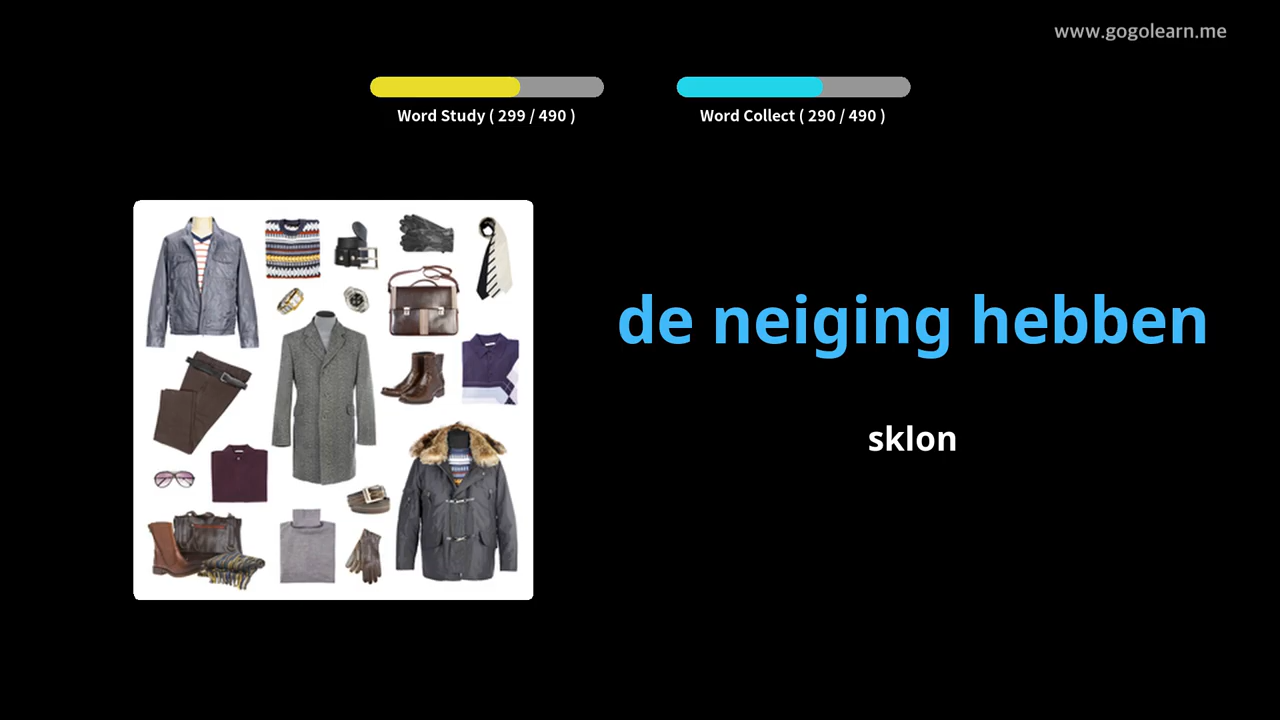 www.gogolearn.me
Word Study ( 299 / 490 )
Word Collect ( 290 / 490 )
de neiging hebben
sklon